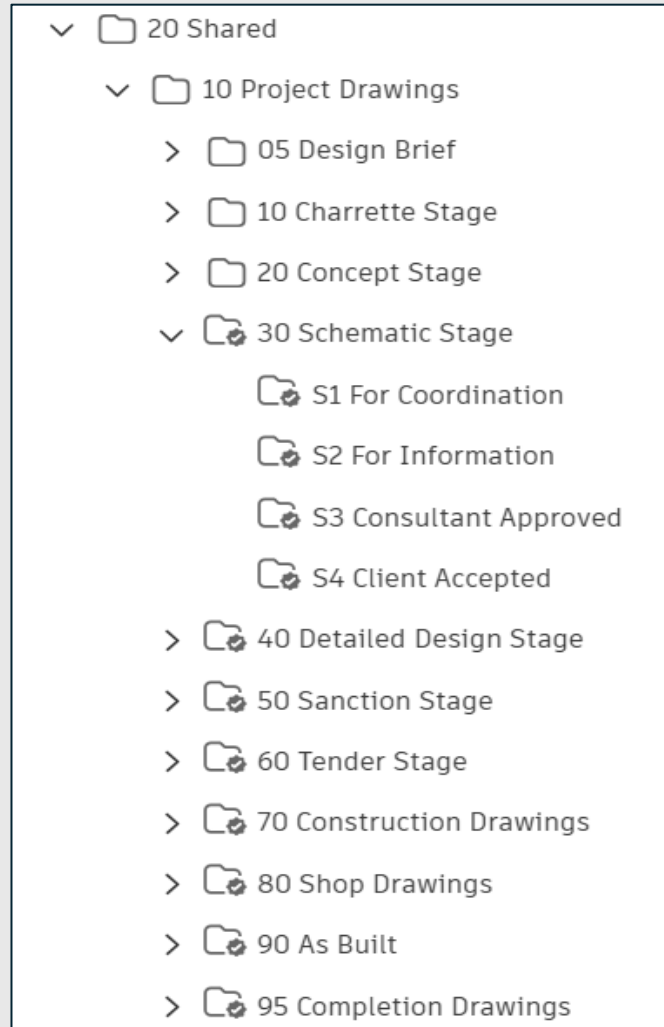 20 Shared
10 Project Drawings
05 Design Brief
10 Charrette Stage
20 Concept Stage
30 Schematic Stage
S1 For Coordination
S2 For Information
S3 Consultant Approved
S4 Client Accepted
40 Detailed Design Stage
50 Sanction Stage
60 Tender Stage
70 Construction Drawings
80 Shop Drawings
90 As Built
95 Completion Drawings